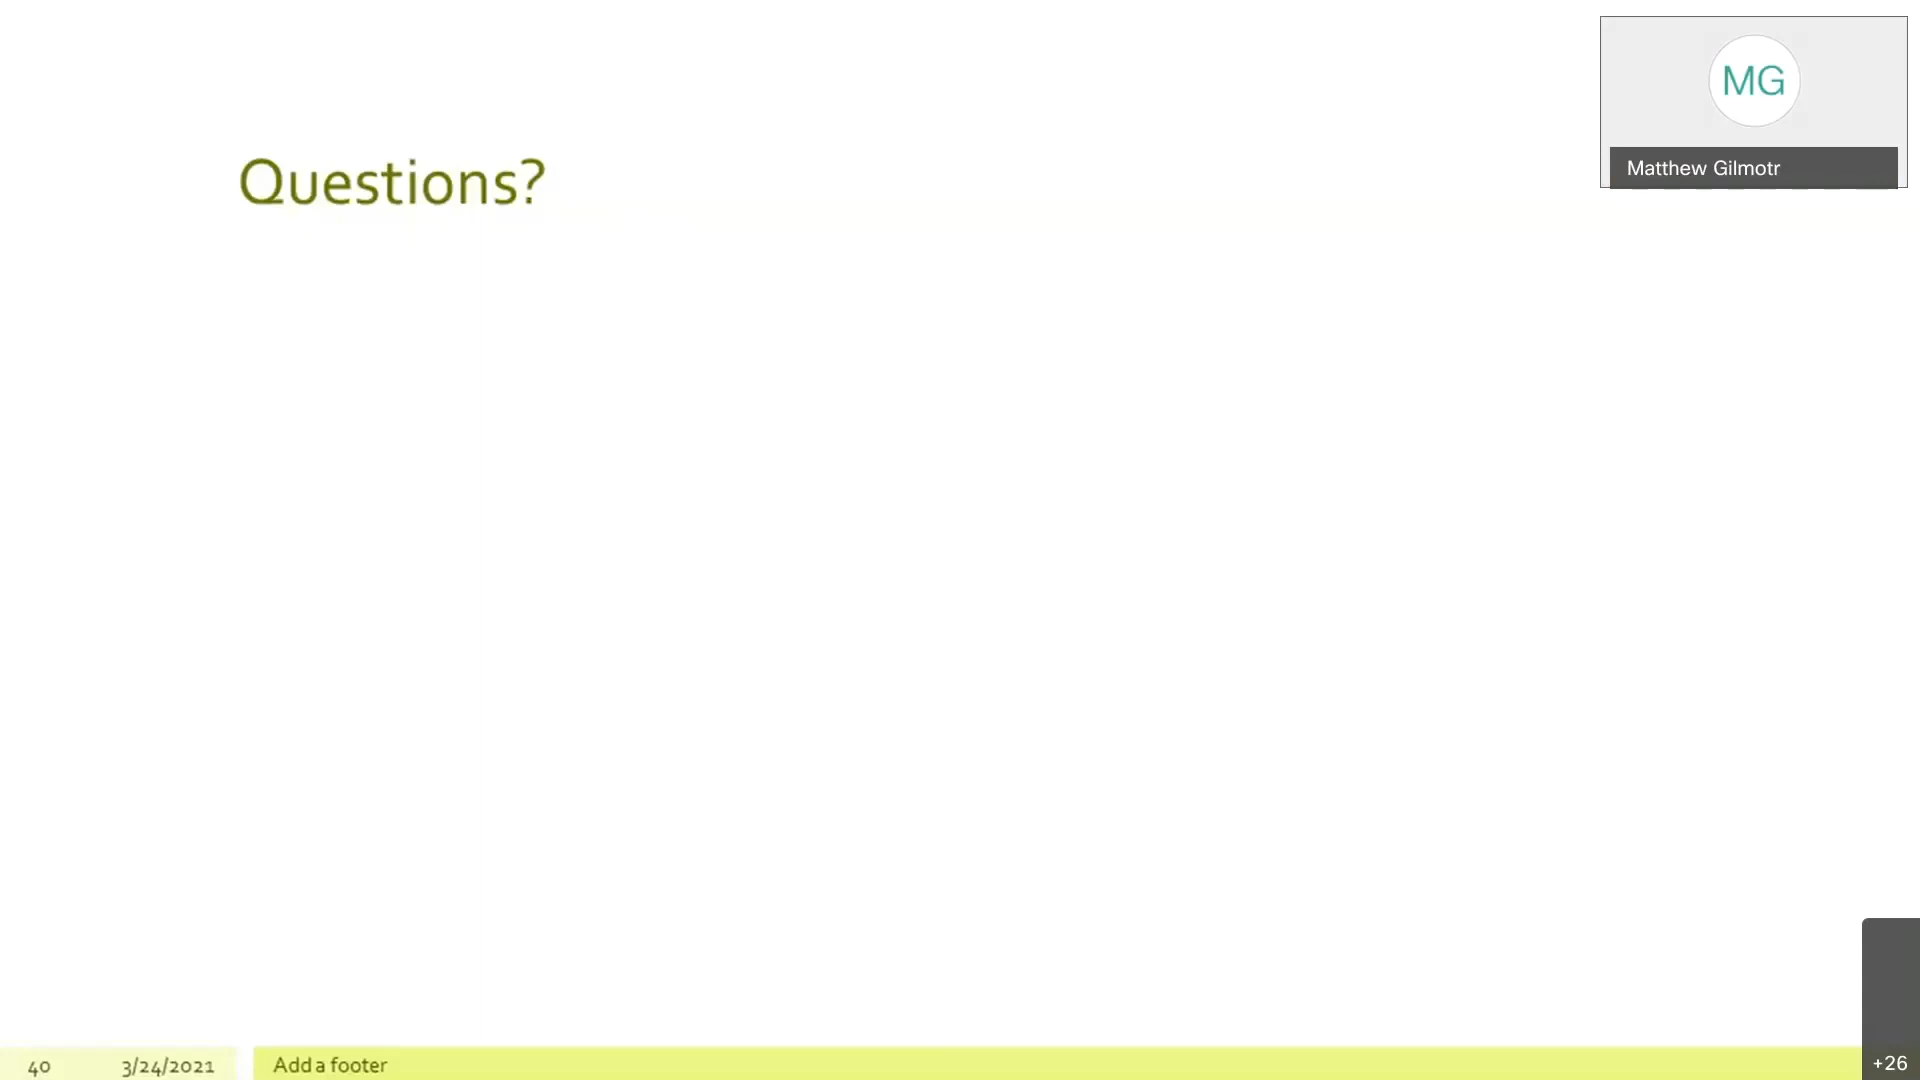 MG
Matthew Gilmotr
Questions?
40 3/24/2021 Add a footer
+26